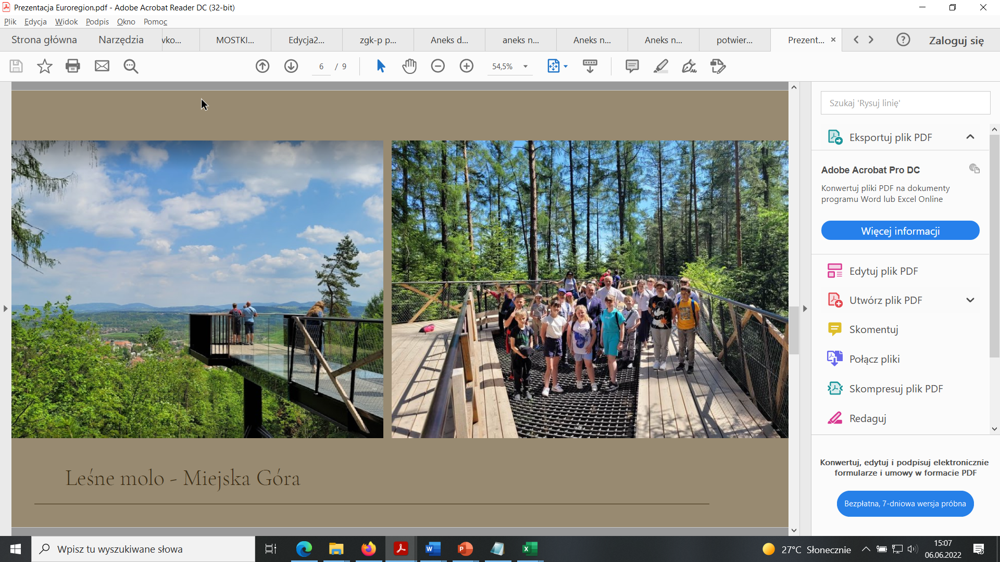 Prezentacja Euroregion.pdf - Adobe Acrobat Reader DC (32-bit)
Plik Edycja Widok Podpis Okno Pomoc
Strona główna Narzędzia vko... MOSTKI... Edycja2... zgk-p p... Aneks d... aneks n... Aneks n... Aneks n... potwier... Prezent... Zaloguj się
6 / 9 54,5%
Szukaj 'Rysuj linię'
Eksportuj plik PDF
Adobe Acrobat Pro DC
Konwertuj pliki PDF na dokumenty
programu Word lub Excel Online
Więcej informacji
Edytuj plik PDF
Utwórz plik PDF
Skomentuj
Połącz pliki
Skompresuj plik PDF
Redaguj
Konwertuj, edytuj i podpisuj elektronicznie
formularze i umowy w formacie PDF
Bezpłatna, 7-dniowa wersja próbna
Leśne molo - Miejska Góra
Wpisz tu wyszukiwane słowa
27°C Słonecznie
15:07
06.06.2022